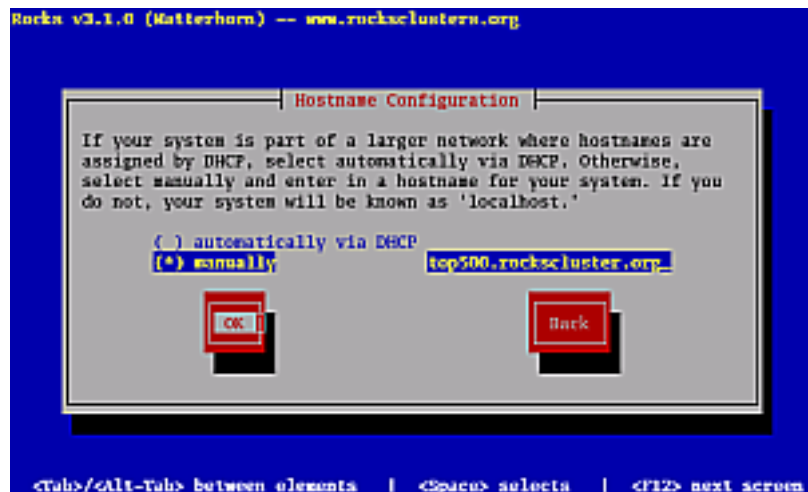 Rocks v3.1.0 (Matterhorn) -- www.rocksclusters.org
Hostname Configuration
If your system is part of a larger network where hostnames are
assigned by DHCP, select automatically via DHCP. Otherwise,
select manually and enter in a hostname for your system. If you
do not, your system will be known as 'localhost.'
( ) automatically via DHCP
(*) manually top500.rockscluster.org_
OK Back
<Tab>/<Alt-Tab> between elements | <Space> selects | <F12> next screen